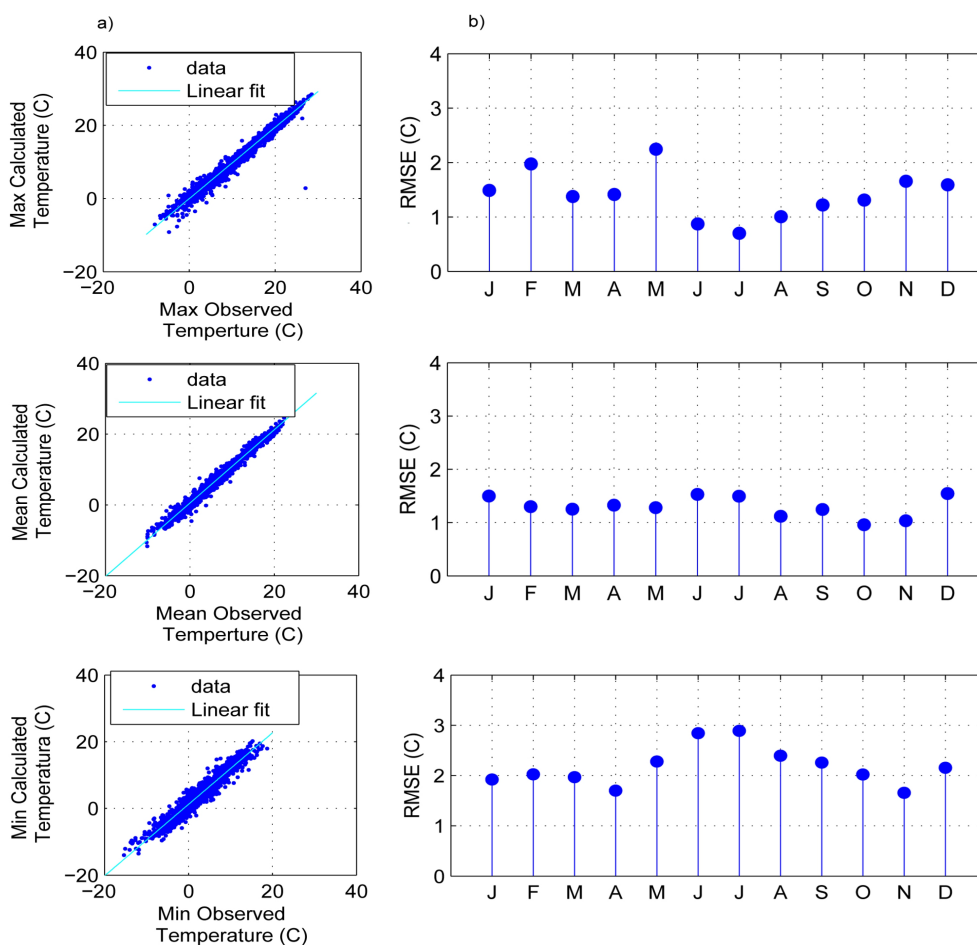 a)
40
20
0
−20
−20
0
20
40
Max Calculated
Temperature (C)
data
Linear fit
Max Observed
Temperture (C)
b)
4
3
2
1
0
RMSE (C)
J F M A M J J A S O N D
40
20
0
−20
−20
0
20
40
Mean Calculated
Temperature (C)
data
Linear fit
Mean Observed
Temperture (C)
4
3
2
1
0
RMSE (C)
J F M A M J J A S O N D
40
20
0
−20
−20
0
20
40
Min Calculated
Temperatura (C)
data
Linear fit
Min Observed
Temperature (C)
4
3
2
1
0
RMSE (C)
J F M A M J J A S O N D